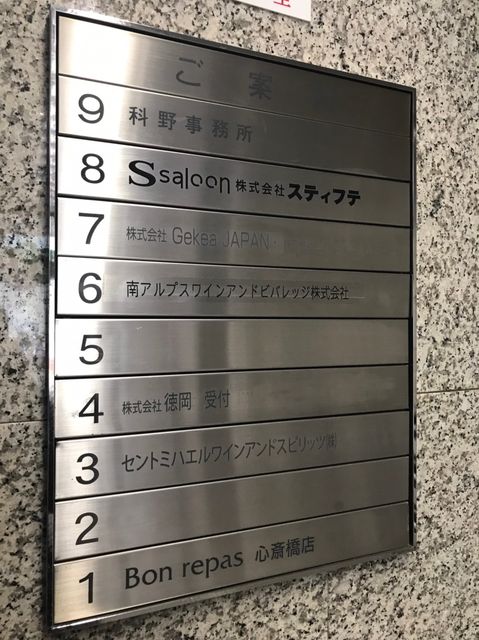 ご 案
9 科野事務所
8 Ssaloon 株式会社 スティフテ
7 株式会社 Gekea JAPAN
6 南アルプスワインアンドビバレッジ株式会社
5
4 株式会社 徳岡 受付
3 セントミハエルワインアンドスピリッツ㈱
2
1 Bon repas 心斎橋店